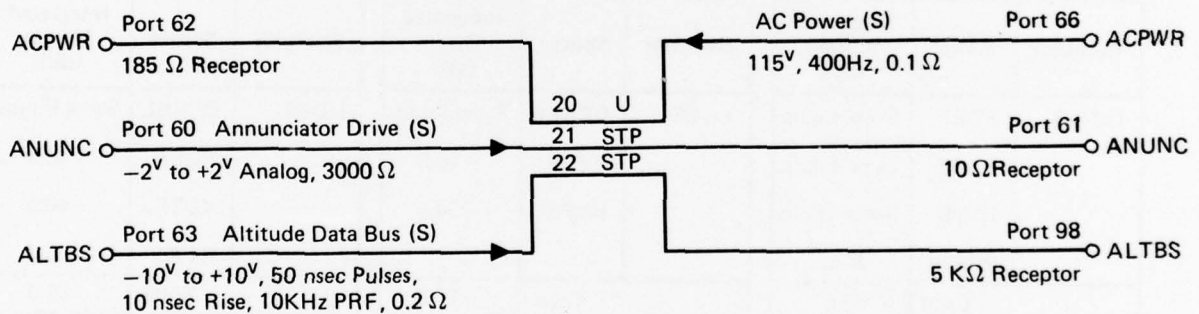 Port 62 AC Power (S) Port 66
ACPWR ACPWR
185 Ω Receptor 115V, 400Hz, 0.1 Ω
20 U
Port 60 Annunciator Drive (S) 21 STP Port 61
ANUNC ANUNC
−2V to +2V Analog, 3000 Ω 22 STP 10 Ω Receptor
Port 63 Altitude Data Bus (S) Port 98
ALTBS ALTBS
−10V to +10V, 50 nsec Pulses, 5 KΩ Receptor
10 nsec Rise, 10KHz PRF, 0.2 Ω